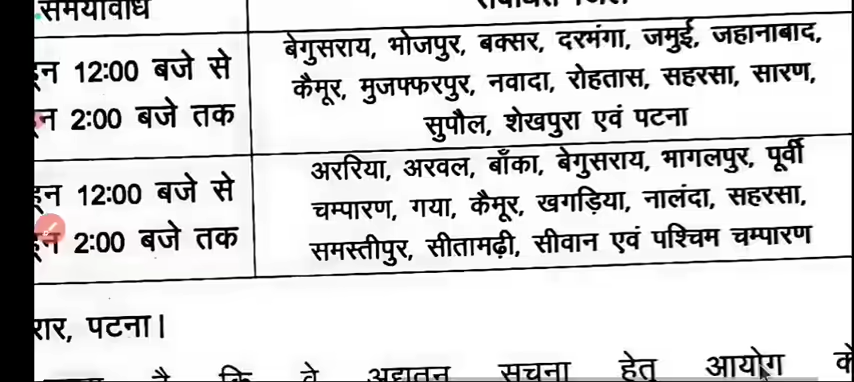 समयावधि
बेगुसराय, भोजपुर, बक्सर, दरभंगा, जमुई, जहानाबाद,
कैमूर, मुजफ्फरपुर, नवादा, रोहतास, सहरसा, सारण,
सुपौल, शेखपुरा एवं पटना
12:00 बजे से
2:00 बजे तक
अररिया, अरवल, बाँका, बेगुसराय, भागलपुर, पूर्वी
चम्पारण, गया, कैमूर, खगड़िया, नालंदा, सहरसा,
समस्तीपुर, सीतामढ़ी, सीवान एवं पश्चिम चम्पारण
12:00 बजे से
2:00 बजे तक
पटना।
है कि वे अद्यतन सूचना हेतु आयोग